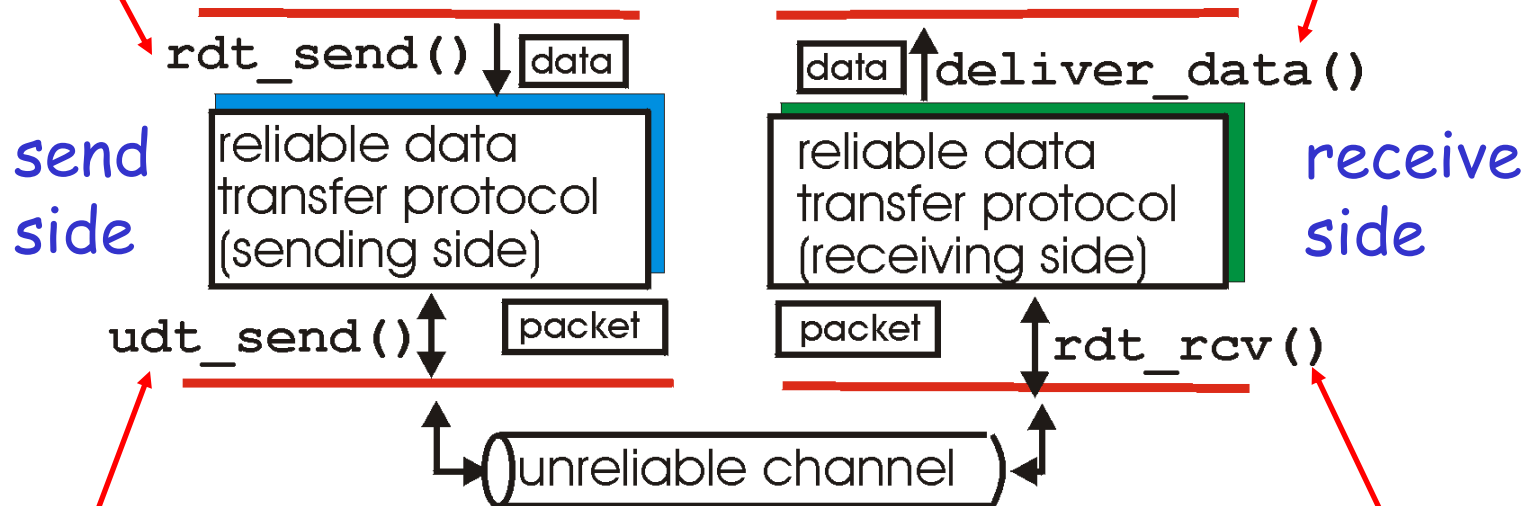 rdt_send()
data
data
deliver_data()
send
side
reliable data
transfer protocol
(sending side)
reliable data
transfer protocol
(receiving side)
receive
side
udt_send()
packet
packet
rdt_rcv()
unreliable channel